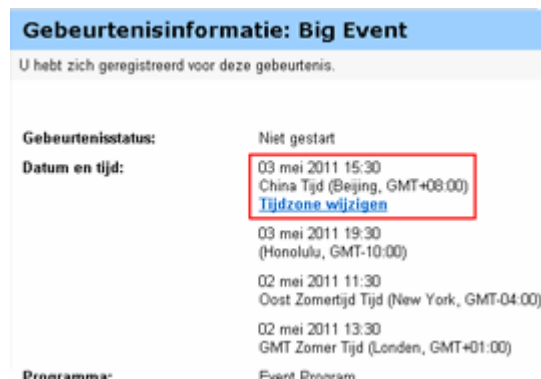 Gebeurtenisinformatie: Big Event
U hebt zich geregistreerd voor deze gebeurtenis.
Gebeurtenisstatus: Niet gestart
Datum en tijd: 03 mei 2011 15:30
China Tijd (Beijing, GMT+08:00)
Tijdzone wijzigen
03 mei 2011 19:30
(Honolulu, GMT-10:00)
02 mei 2011 11:30
Oost Zomertijd Tijd (New York, GMT-04:00)
02 mei 2011 13:30
GMT Zomer Tijd (Londen, GMT+01:00)
Programma: Event Program